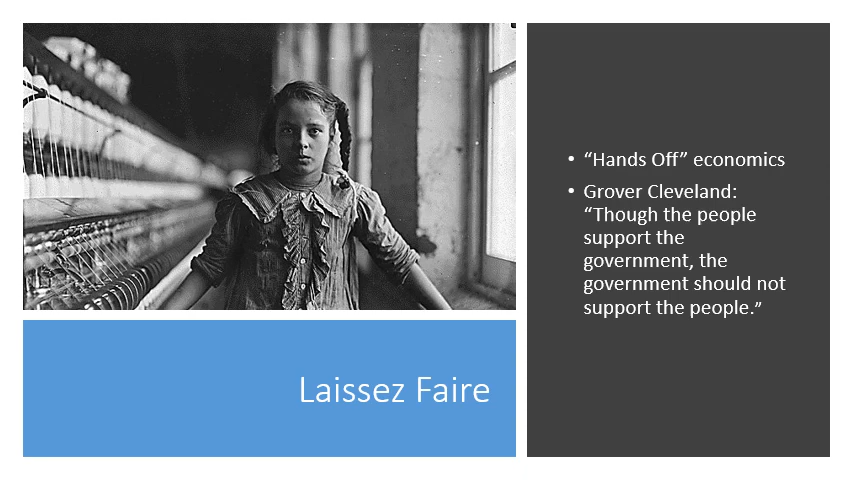 Laissez Faire
• “Hands Off” economics
• Grover Cleveland:
“Though the people
support the
government, the
government should not
support the people.”